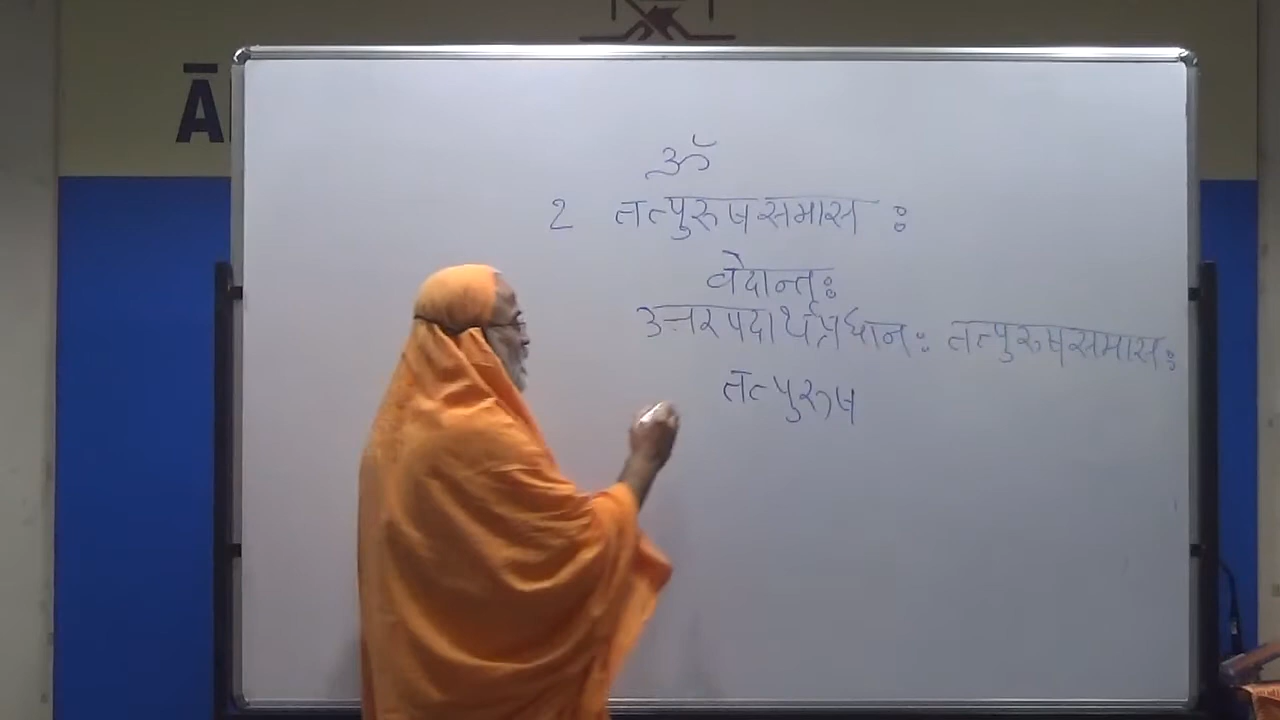 Ā
ॐ
2 तत्पुरुषसमासः
वेदान्तः
उत्तरपदार्थप्रधानः तत्पुरुषसमासः
तत्पुरुष